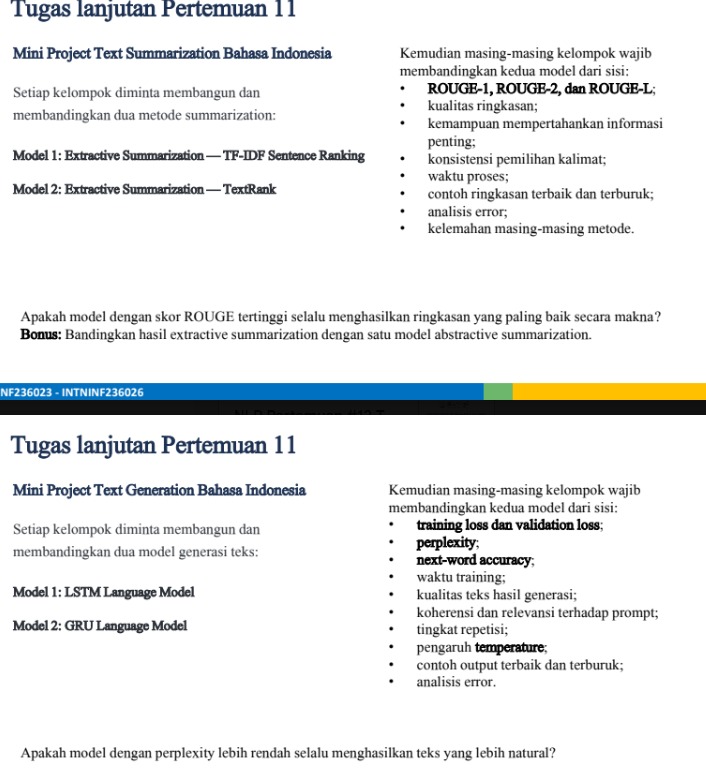 Tugas lanjutan Pertemuan 11
Mini Project Text Summarization Bahasa Indonesia
Setiap kelompok diminta membangun dan
membandingkan dua metode summarization:
Model 1: Extractive Summarization — TF-IDF Sentence Ranking
Model 2: Extractive Summarization — TextRank
Kemudian masing-masing kelompok wajib
membandingkan kedua model dari sisi:
• ROUGE-1, ROUGE-2, dan ROUGE-L;
• kualitas ringkasan;
• kemampuan mempertahankan informasi
penting;
• konsistensi pemilihan kalimat;
• waktu proses;
• contoh ringkasan terbaik dan terburuk;
• analisis error;
• kelemahan masing-masing metode.
Apakah model dengan skor ROUGE tertinggi selalu menghasilkan ringkasan yang paling baik secara makna?
Bonus: Bandingkan hasil extractive summarization dengan satu model abstractive summarization.
NF236023 - INTNINF236026
Tugas lanjutan Pertemuan 11
Mini Project Text Generation Bahasa Indonesia
Setiap kelompok diminta membangun dan
membandingkan dua model generasi teks:
Model 1: LSTM Language Model
Model 2: GRU Language Model
Kemudian masing-masing kelompok wajib
membandingkan kedua model dari sisi:
• training loss dan validation loss;
• perplexity;
• next-word accuracy;
• waktu training;
• kualitas teks hasil generasi;
• koherensi dan relevansi terhadap prompt;
• tingkat repetisi;
• pengaruh temperature;
• contoh output terbaik dan terburuk;
• analisis error.
Apakah model dengan perplexity lebih rendah selalu menghasilkan teks yang lebih natural?